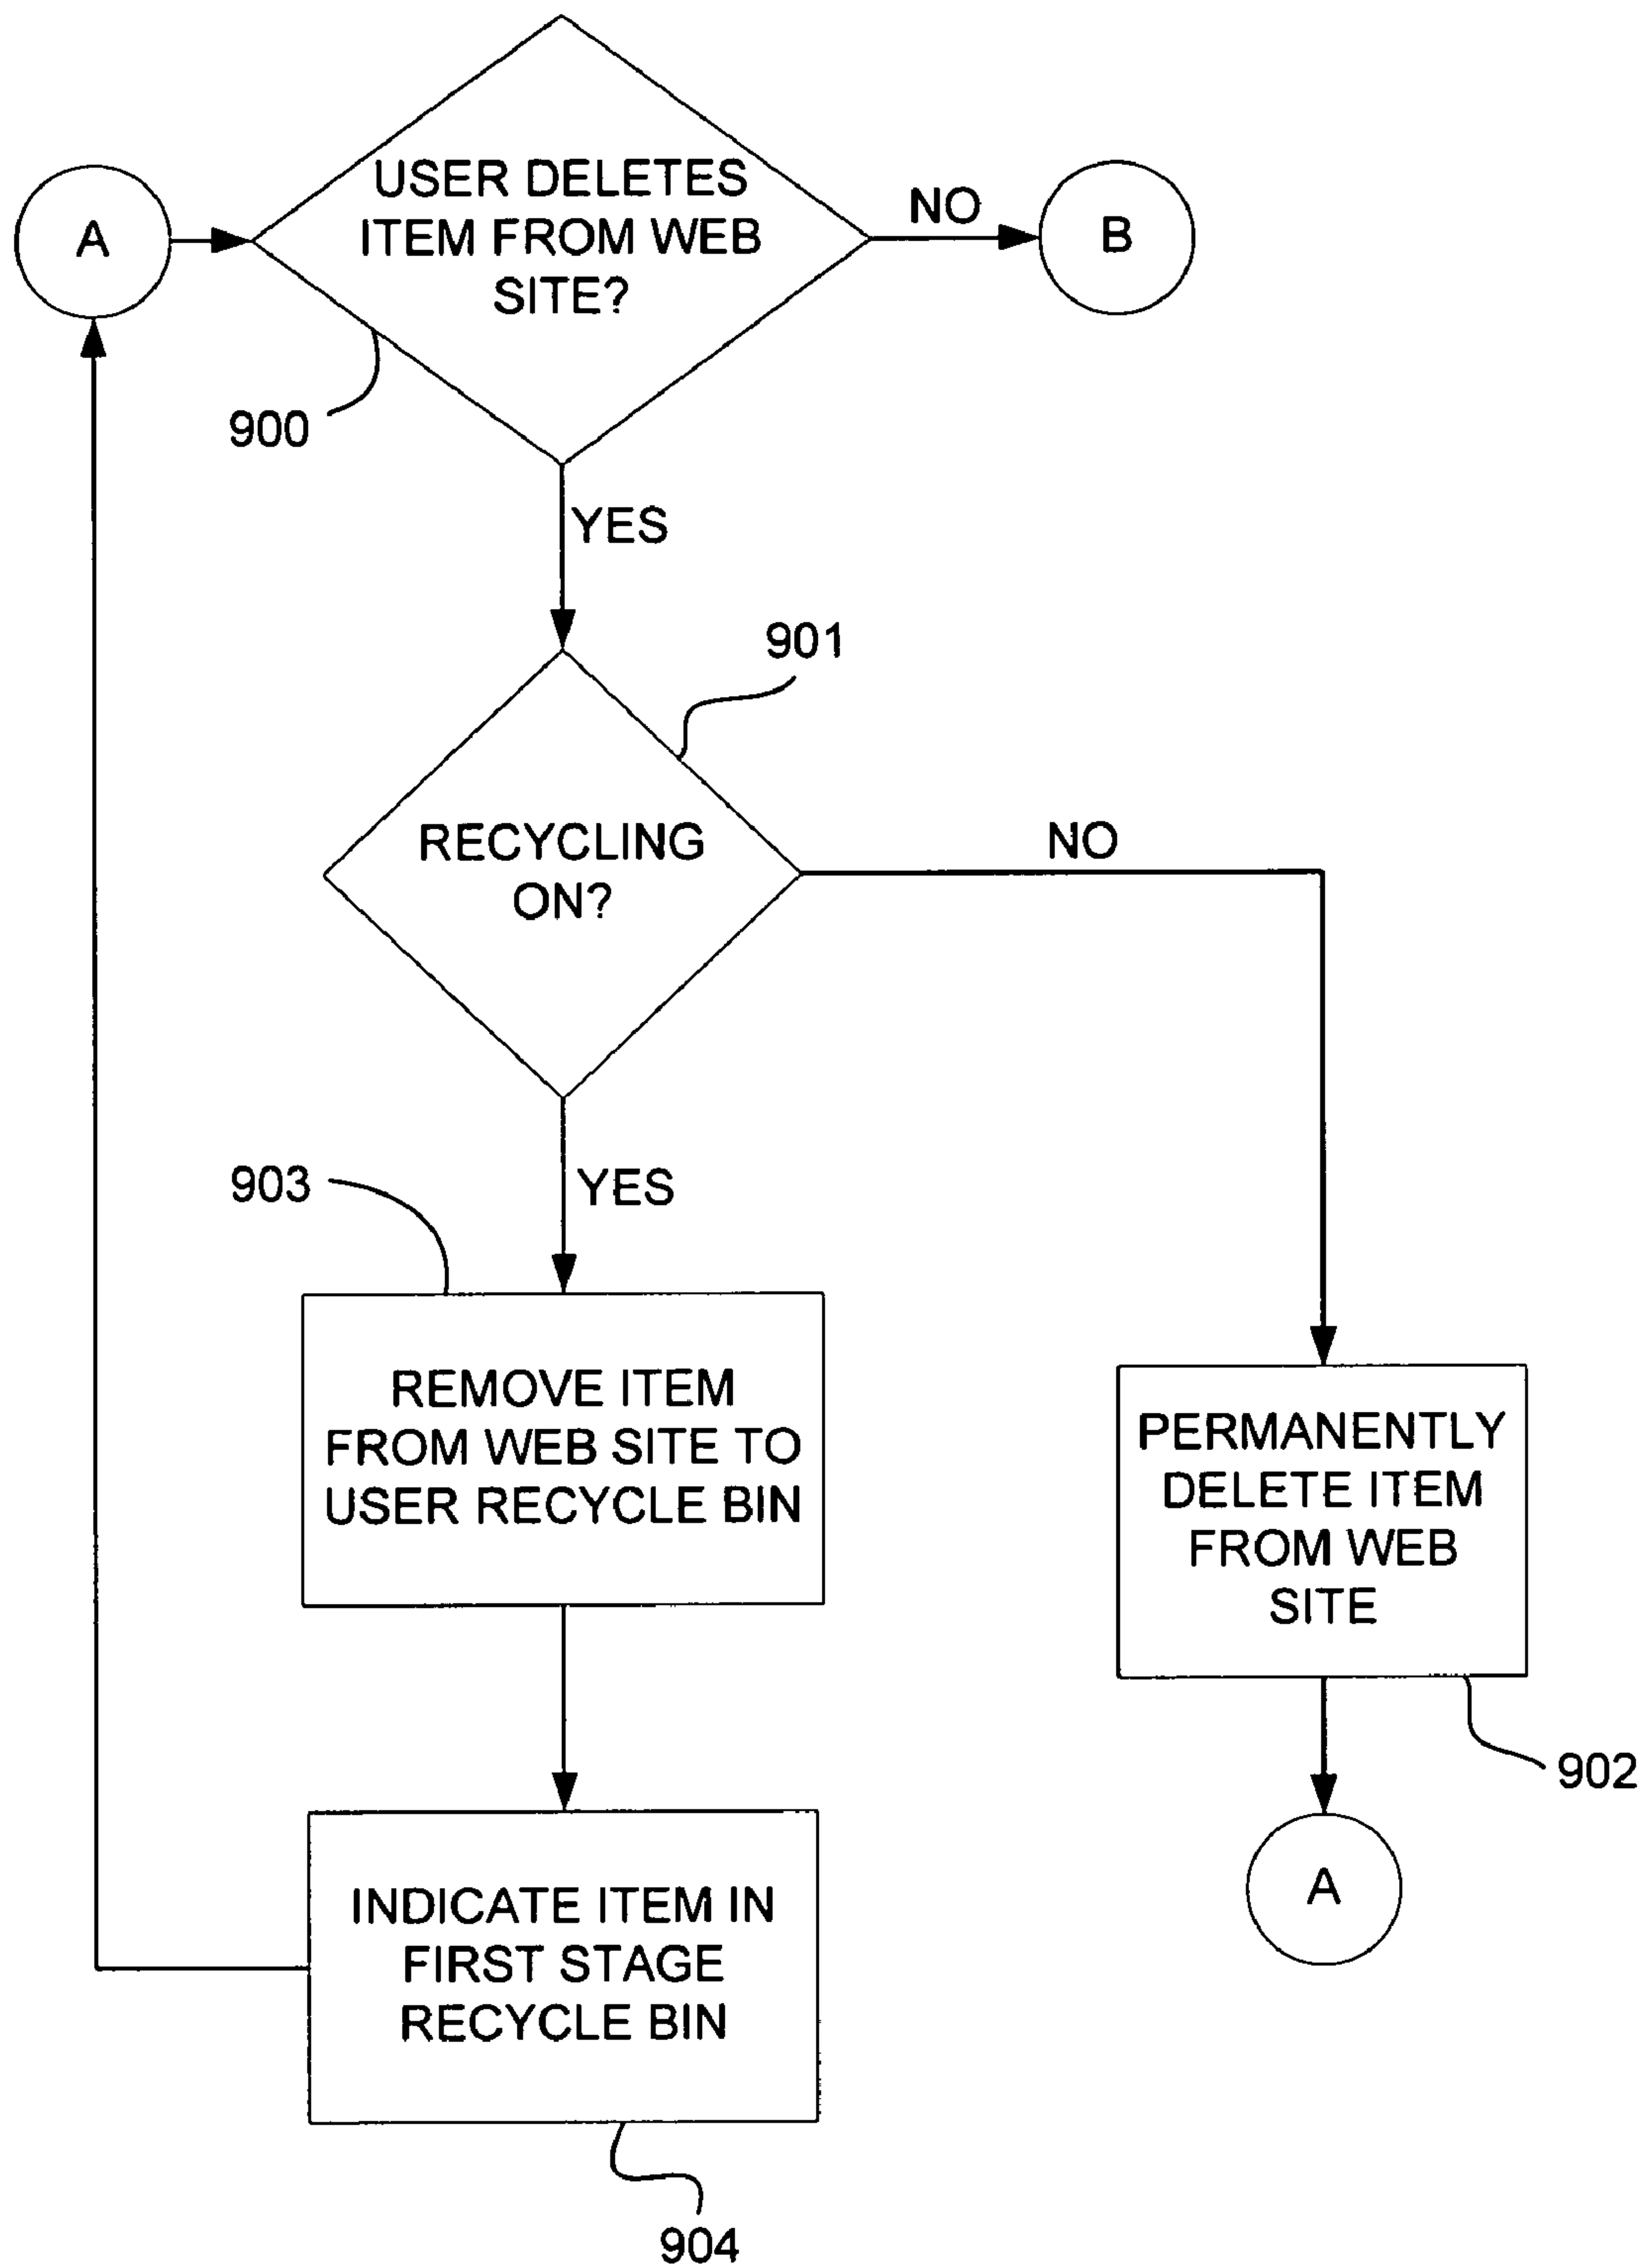 USER DELETES
ITEM FROM WEB
SITE?
A
NO
B
900
YES
901
RECYCLING
ON?
NO
903
YES
REMOVE ITEM
FROM WEB SITE TO
USER RECYCLE BIN
PERMANENTLY
DELETE ITEM
FROM WEB
SITE
902
A
INDICATE ITEM IN
FIRST STAGE
RECYCLE BIN
904